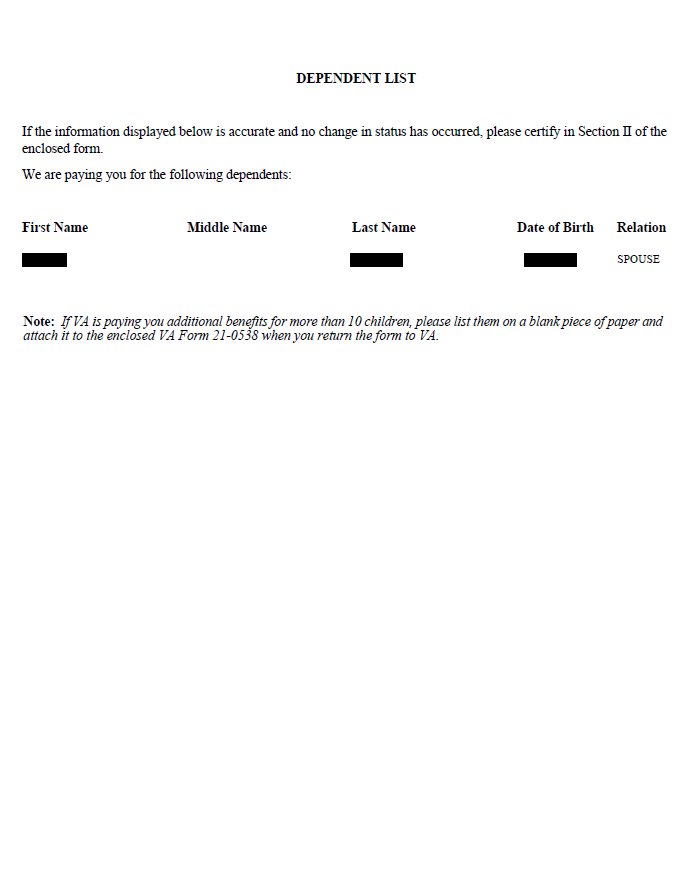 DEPENDENT LIST
If the information displayed below is accurate and no change in status has occurred, please certify in Section II of the
enclosed form.
We are paying you for the following dependents:
First Name Middle Name Last Name Date of Birth Relation
SPOUSE
Note: If VA is paying you additional benefits for more than 10 children, please list them on a blank piece of paper and
attach it to the enclosed VA Form 21-0538 when you return the form to VA.